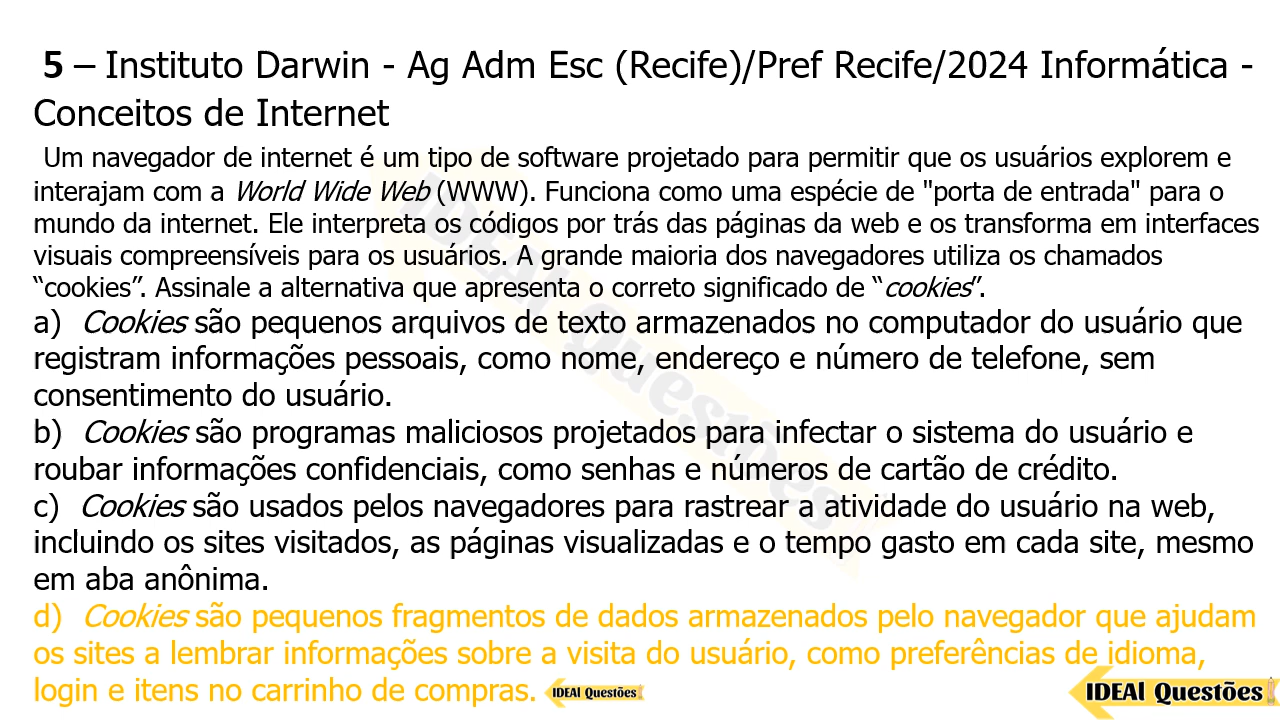 5 – Instituto Darwin - Ag Adm Esc (Recife)/Pref Recife/2024 Informática -
Conceitos de Internet
Um navegador de internet é um tipo de software projetado para permitir que os usuários explorem e
interajam com a World Wide Web (WWW). Funciona como uma espécie de "porta de entrada" para o
mundo da internet. Ele interpreta os códigos por trás das páginas da web e os transforma em interfaces
visuais compreensíveis para os usuários. A grande maioria dos navegadores utiliza os chamados
“cookies”. Assinale a alternativa que apresenta o correto significado de “cookies”.
a) Cookies são pequenos arquivos de texto armazenados no computador do usuário que
registram informações pessoais, como nome, endereço e número de telefone, sem
consentimento do usuário.
b) Cookies são programas maliciosos projetados para infectar o sistema do usuário e
roubar informações confidenciais, como senhas e números de cartão de crédito.
c) Cookies são usados pelos navegadores para rastrear a atividade do usuário na web,
incluindo os sites visitados, as páginas visualizadas e o tempo gasto em cada site, mesmo
em aba anônima.
d) Cookies são pequenos fragmentos de dados armazenados pelo navegador que ajudam
os sites a lembrar informações sobre a visita do usuário, como preferências de idioma,
login e itens no carrinho de compras.
IDEAl Questões
IDEAl Questões
IDEAl Questões